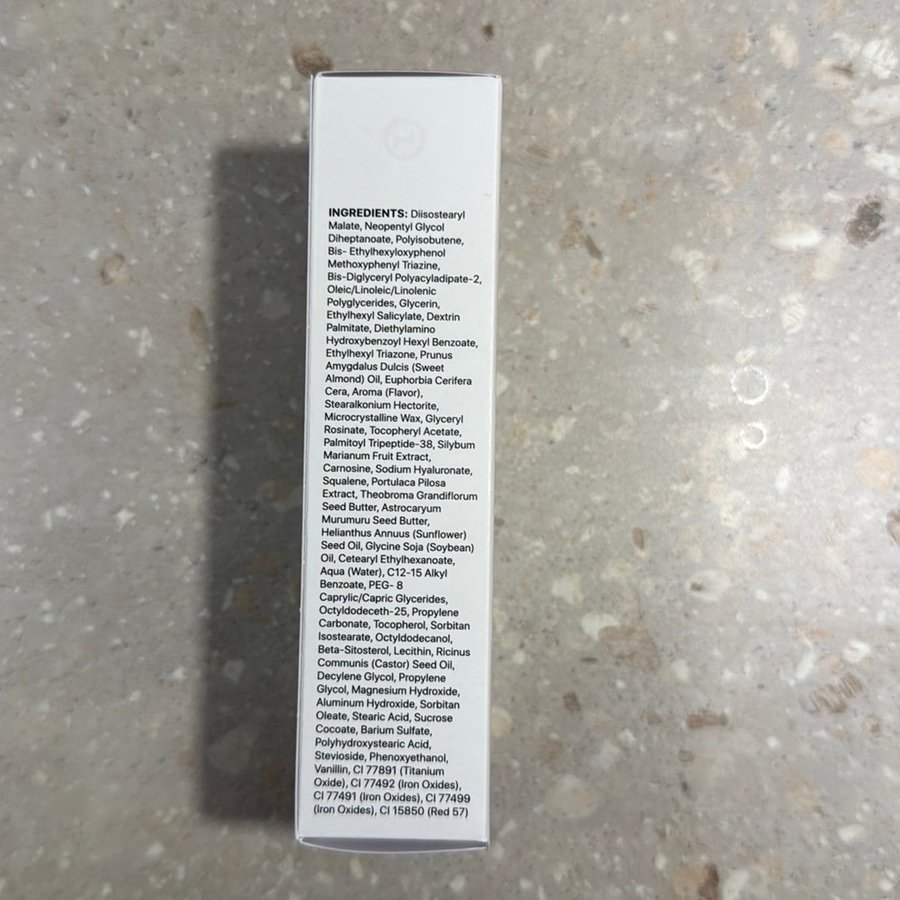 INGREDIENTS: Diisostearyl
Malate, Neopentyl Glycol
Diheptanoate, Polyisobutene,
Bis- Ethylhexyloxyphenol
Methoxyphenyl Triazine,
Bis-Diglyceryl Polyacyladipate-2,
Oleic/Linoleic/Linolenic
Polyglycerides, Glycerin,
Ethylhexyl Salicylate, Dextrin
Palmitate, Diethylamino
Hydroxybenzoyl Hexyl Benzoate,
Ethylhexyl Triazone, Prunus
Amygdalus Dulcis (Sweet
Almond) Oil, Euphorbia Cerifera
Cera, Aroma (Flavor),
Stearalkonium Hectorite,
Microcrystalline Wax, Glyceryl
Rosinate, Tocopheryl Acetate,
Palmitoyl Tripeptide-38, Silybum
Marianum Fruit Extract,
Carnosine, Sodium Hyaluronate,
Squalene, Portulaca Pilosa
Extract, Theobroma Grandiflorum
Seed Butter, Astrocaryum
Murumuru Seed Butter,
Helianthus Annuus (Sunflower)
Seed Oil, Glycine Soja (Soybean)
Oil, Cetearyl Ethylhexanoate,
Aqua (Water), C12-15 Alkyl
Benzoate, PEG- 8
Caprylic/Capric Glycerides,
Octyldodeceth-25, Propylene
Carbonate, Tocopherol, Sorbitan
Isostearate, Octyldodecanol,
Beta-Sitosterol, Lecithin, Ricinus
Communis (Castor) Seed Oil,
Decylene Glycol, Propylene
Glycol, Magnesium Hydroxide,
Aluminum Hydroxide, Sorbitan
Oleate, Stearic Acid, Sucrose
Cocoate, Barium Sulfate,
Polyhydroxystearic Acid,
Stevioside, Phenoxyethanol,
Vanillin, CI 77891 (Titanium
Oxide), CI 77492 (Iron Oxides),
CI 77491 (Iron Oxides), CI 77499
(Iron Oxides), CI 15850 (Red 57)